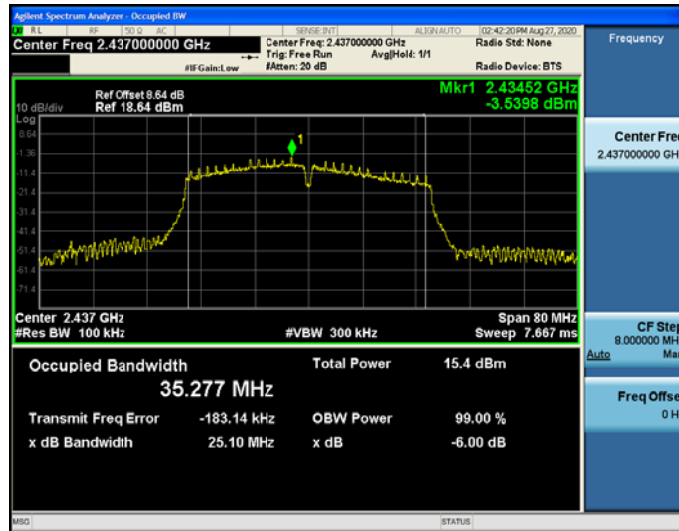 Agilent Spectrum Analyzer - Occupied BW
RL RF 50 Ω AC SENSE:INT ALIGN AUTO 02:42:20 PM Aug 27, 2020
Center Freq 2.437000000 GHz
Center Freq: 2.437000000 GHz
Radio Std: None
Trig: Free Run Avg|Hold: 1/1
#IFGain:Low
#Atten: 20 dB
Radio Device: BTS
Frequency
Ref Offset 8.64 dB
Ref 18.64 dBm
10 dB/div
Log
Mkr1 2.43452 GHz
-3.5398 dBm
8.64
1
-1.36
-11.4
-21.4
-31.4
-41.4
-51.4
-61.4
-71.4
Center Fre
2.437000000 GH
Center 2.437 GHz
Span 80 MHz
#Res BW 100 kHz
#VBW 300 kHz
Sweep 7.667 ms
CF Step
8.000000 MH
Auto Ma
Occupied Bandwidth
35.277 MHz
Total Power 15.4 dBm
Transmit Freq Error -183.14 kHz
OBW Power 99.00 %
x dB Bandwidth 25.10 MHz
x dB -6.00 dB
Freq Offse
0 H
MSG
STATUS